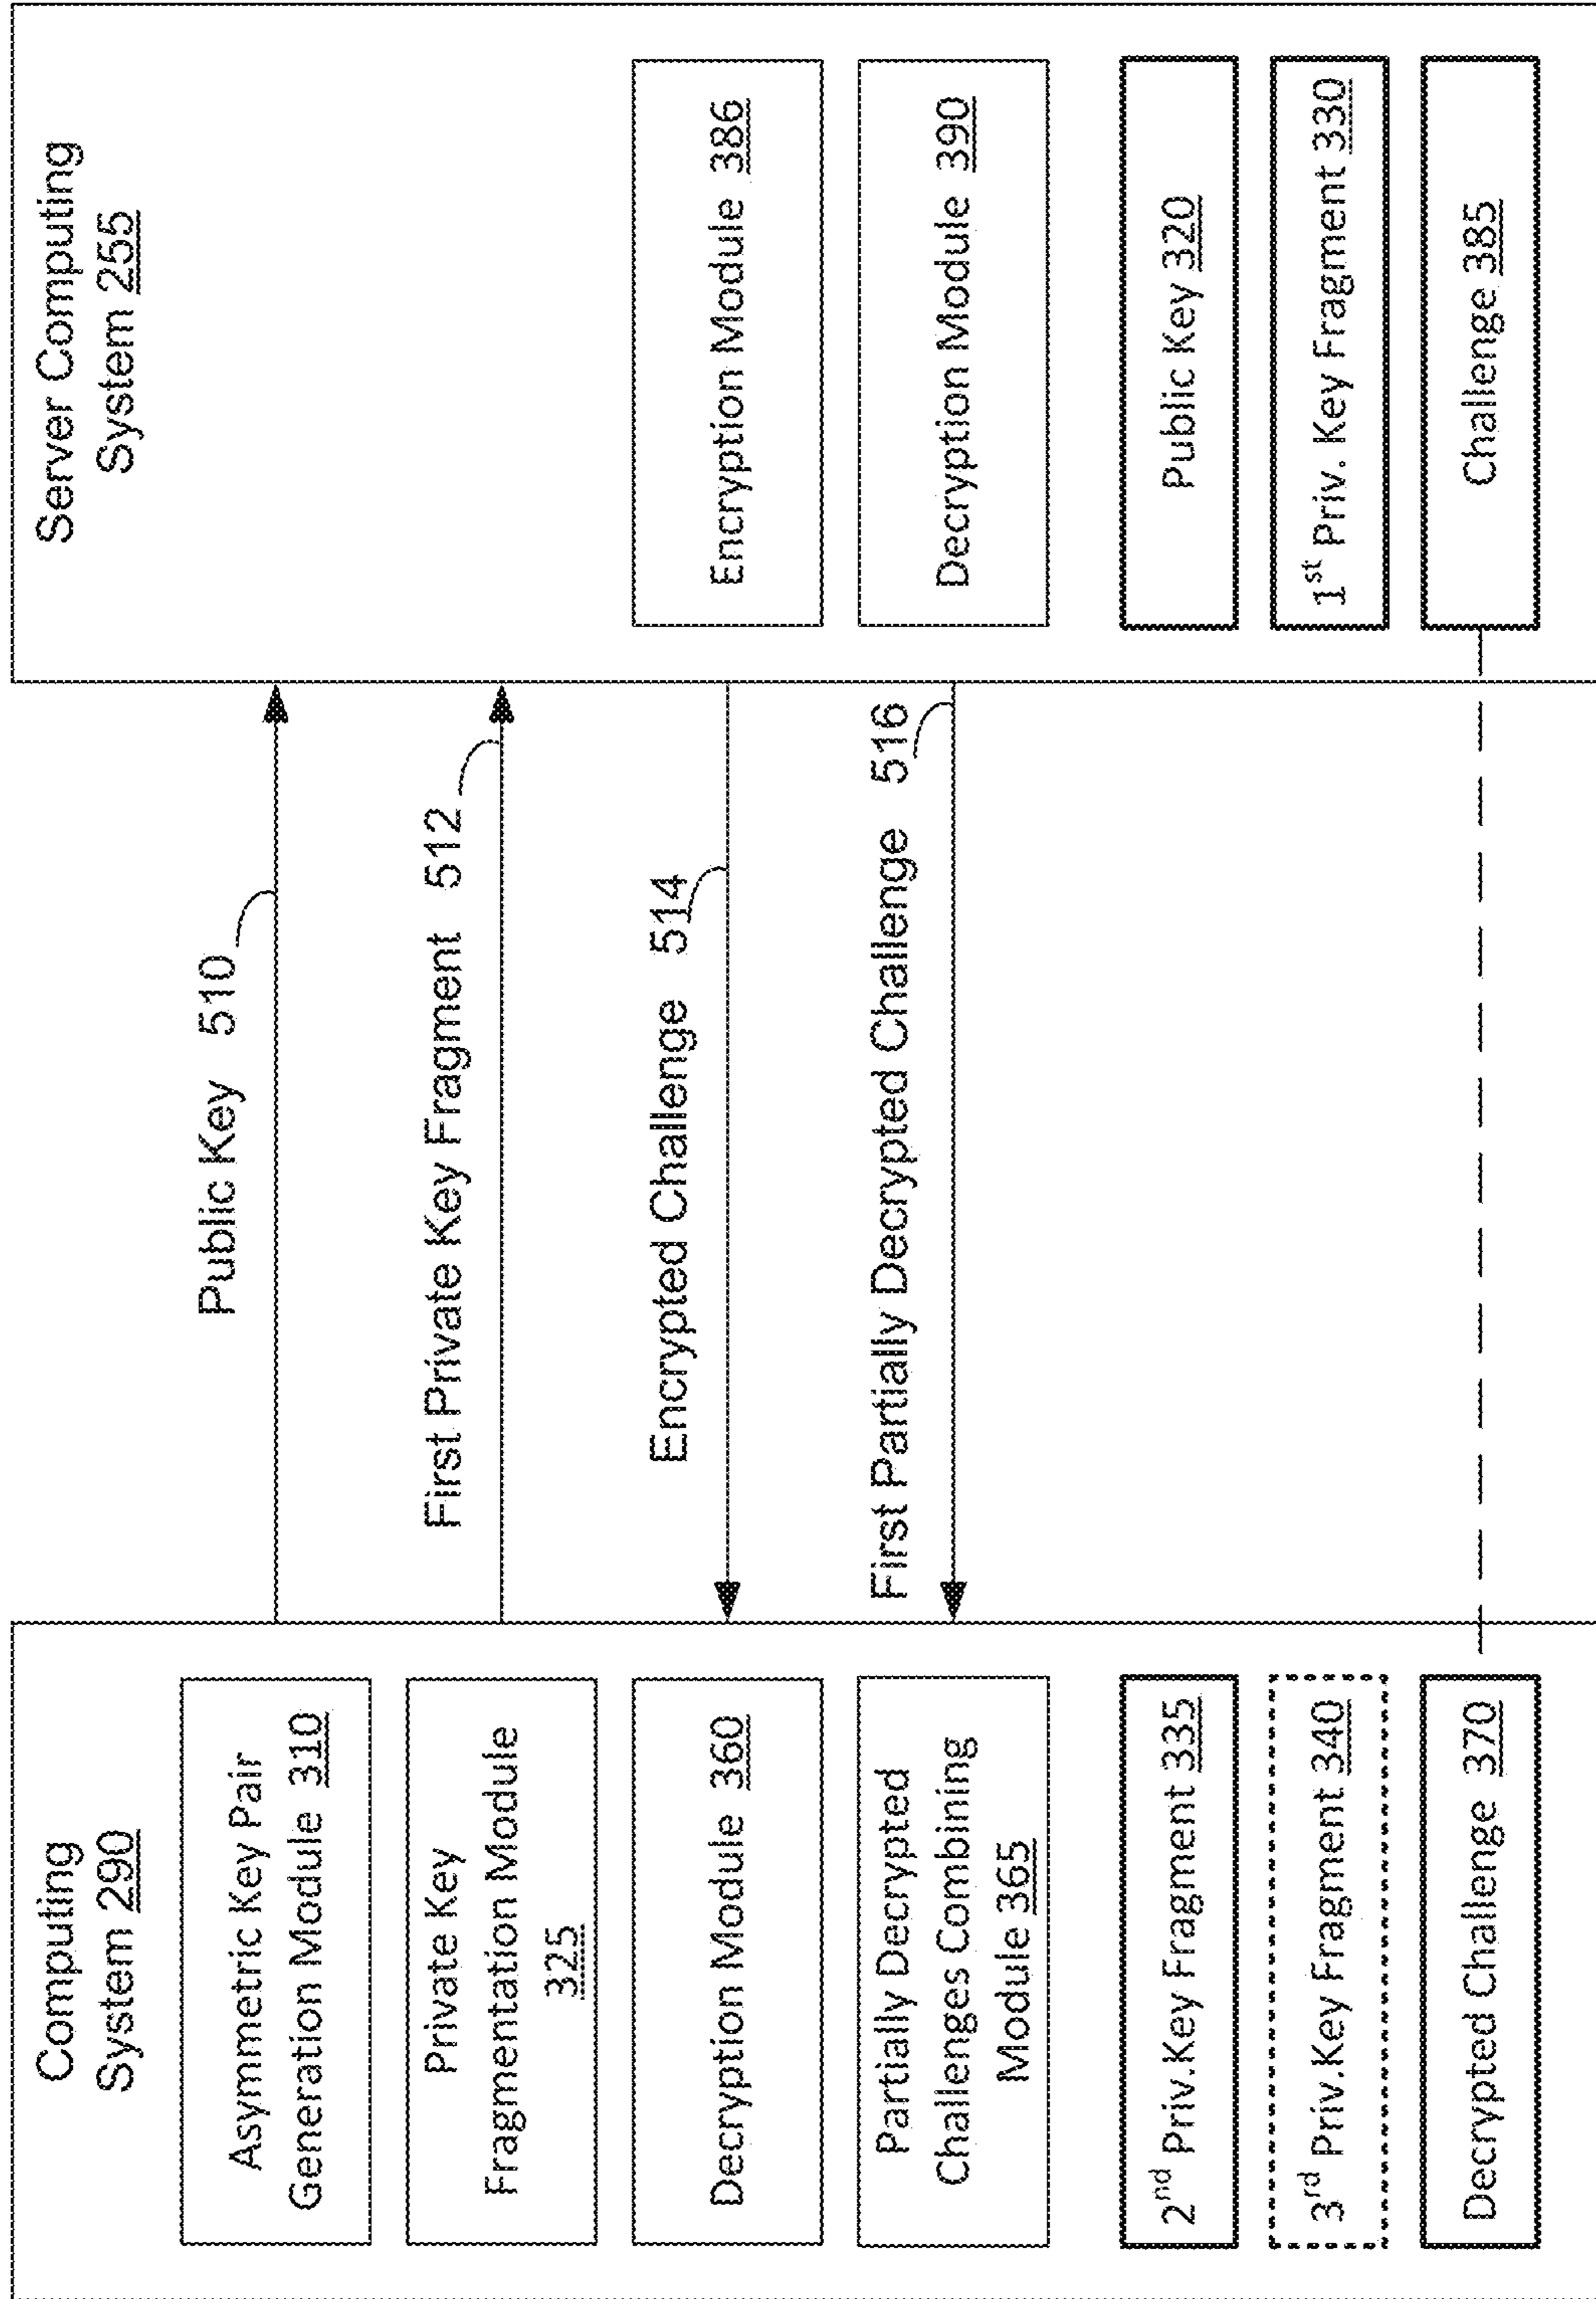 Computing
System 290
Asymmetric Key Pair
Generation Module 310
Private Key
Fragmentation Module
325
Decryption Module 360
Partially Decrypted
Challenges Combining
Module 365
2nd Priv.Key Fragment 335
3rd Priv.Key Fragment 340
Decrypted Challenge 370
Public Key 510
First Private Key Fragment 512
Encrypted Challenge 514
First Partially Decrypted Challenge 516
Server Computing
System 255
Encryption Module 386
Decryption Module 390
Public Key 320
1st Priv. Key Fragment 330
Challenge 385